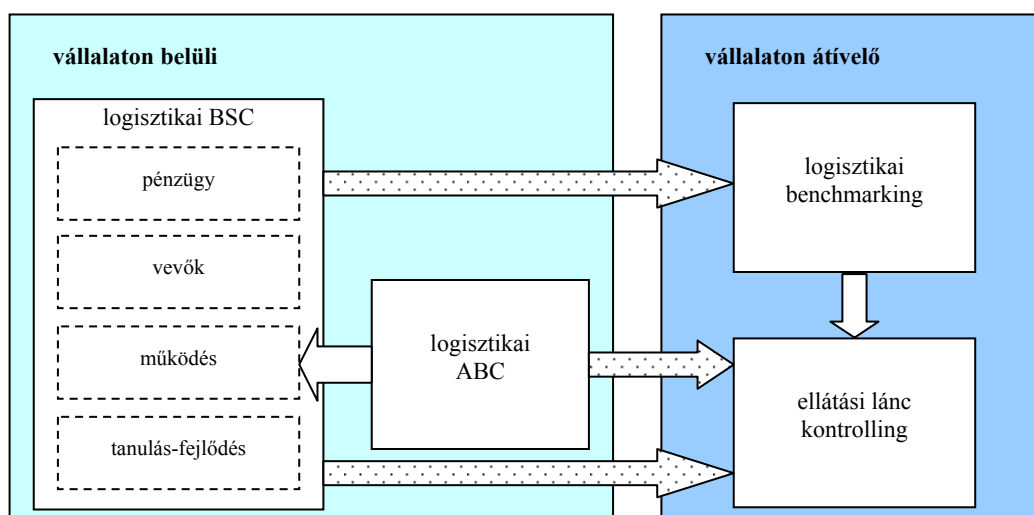 vállalaton belüli
vállalaton átívelő
logisztikai BSC
pénzügy
vevők
működés
tanulás-fejlődés
logisztikai
ABC
logisztikai
benchmarking
ellátási lánc
kontrolling